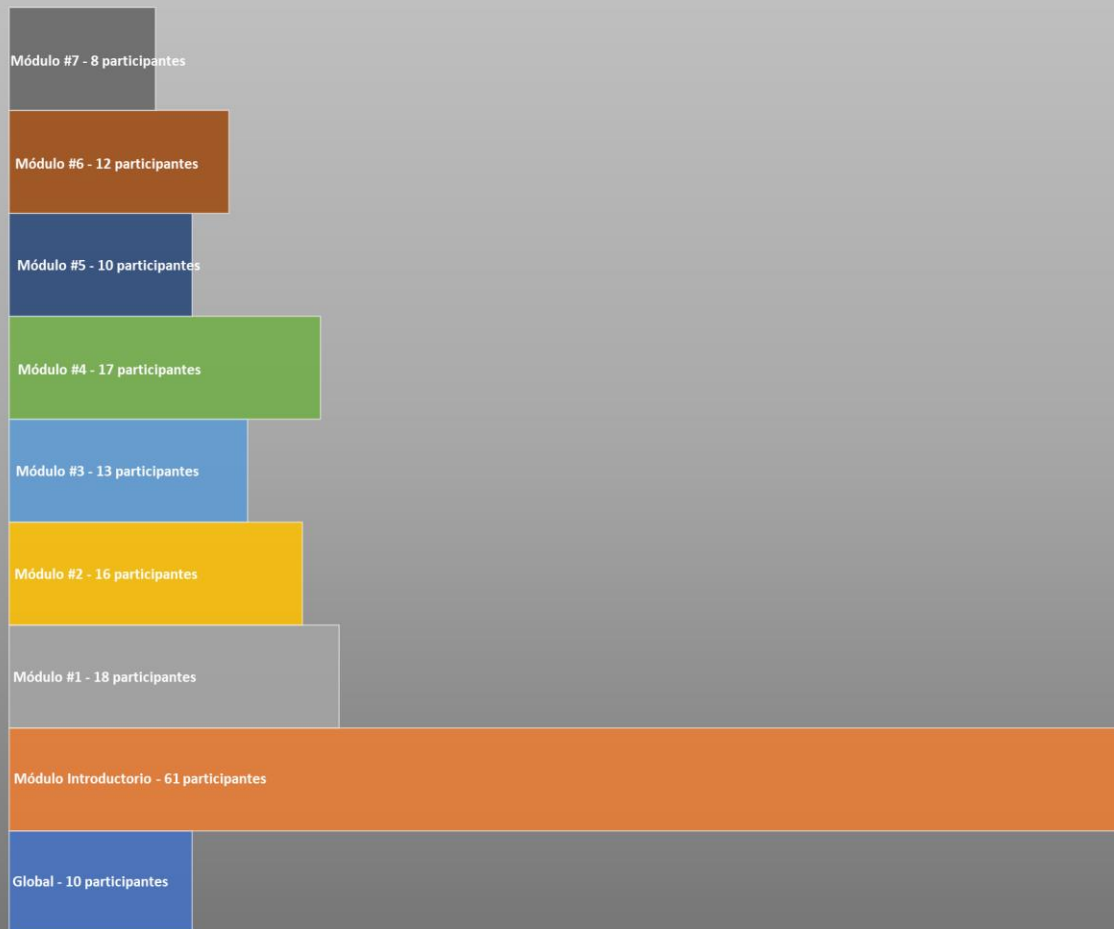 Módulo #7 - 8 participantes
Módulo #6 - 12 participantes
Módulo #5 - 10 participantes
Módulo #4 - 17 participantes
Módulo #3 - 13 participantes
Módulo #2 - 16 participantes
Módulo #1 - 18 participantes
Módulo Introductorio - 61 participantes
Global - 10 participantes